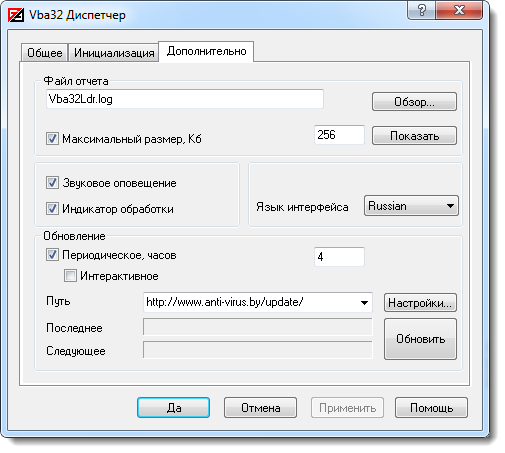 Vba32 Диспетчер
?
Общее
Инициализация
Дополнительно
Файл отчета
Vba32Ldr.log
Обзор...
Максимальный размер, Кб
256
Показать
Звуковое оповещение
Индикатор обработки
Язык интерфейса
Russian
Обновление
Периодическое, часов
4
Интерактивное
Путь
http://www.anti-virus.by/update/
Настройки...
Последнее
Обновить
Следующее
Да
Отмена
Применить
Помощь